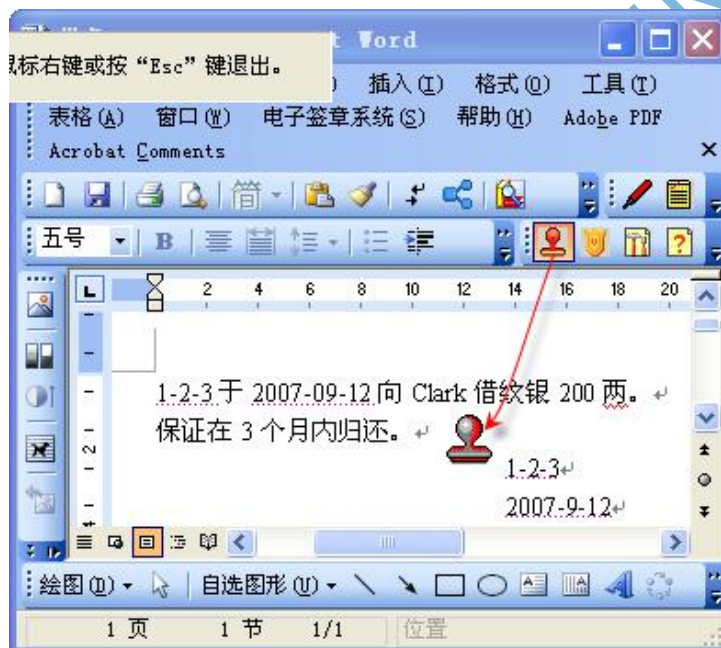 t Word
鼠标右键或按“Esc”键退出。
插入(I) 格式(O) 工具(T)
表格(A) 窗口(W) 电子签章系统(S) 帮助(H) Adobe PDF
Acrobat Comments
简
五号 B
L 2 4 6 8 10 12 14 16 18 20
1-2-3于 2007-09-12向 Clark 借纹银 200 两。
保证在 3 个月内归还。
1-2-3
2007-9-12
2
绘图(D) 自选图形(U)
1 页 1 节 1/1 位置